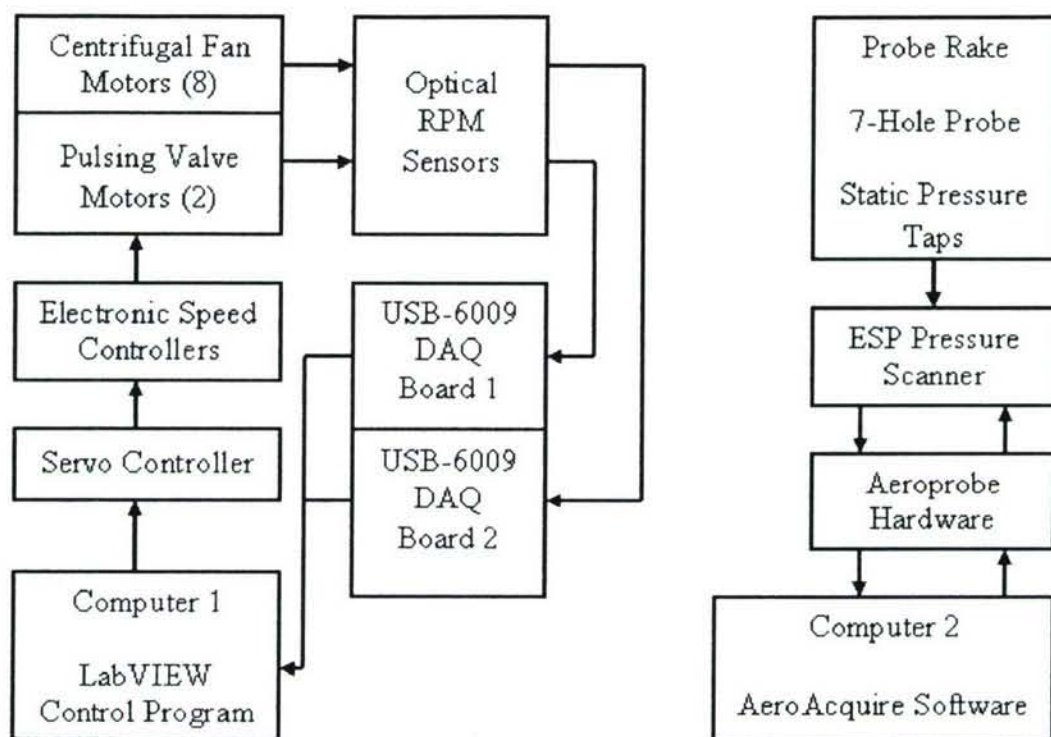 Centrifugal Fan
Motors (8)
Pulsing Valve
Motors (2)
Optical
RPM
Sensors
Electronic Speed
Controllers
USB-6009
DAQ
Board 1
Servo Controller
USB-6009
DAQ
Board 2
Computer 1
LabVIEW
Control Program
Probe Rake
7-Hole Probe
Static Pressure
Taps
ESP Pressure
Scanner
Aeroprobe
Hardware
Computer 2
AeroAcquire Software